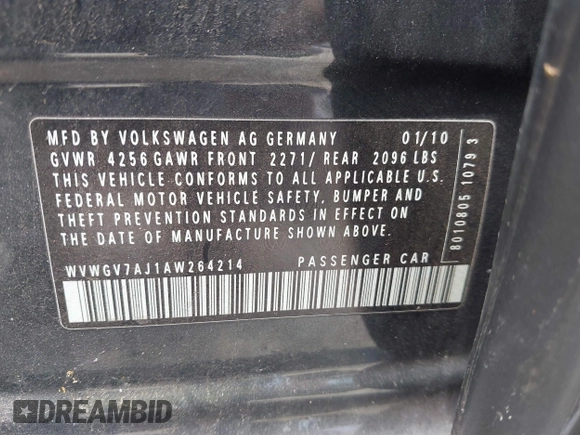 MFD BY VOLKSWAGEN AG GERMANY 01/10
GVWR 4256 GAWR FRONT 2271/ REAR 2096 LBS
THIS VEHICLE CONFORMS TO ALL APPLICABLE U.S.
FEDERAL MOTOR VEHICLE SAFETY, BUMPER AND
THEFT PREVENTION STANDARDS IN EFFECT ON
THE DATE OF MANUFACTURE SHOWN ABOVE.
WVWGV7AJ1AW264214 PASSENGER CAR
8010805 1079 3
DREAMBID